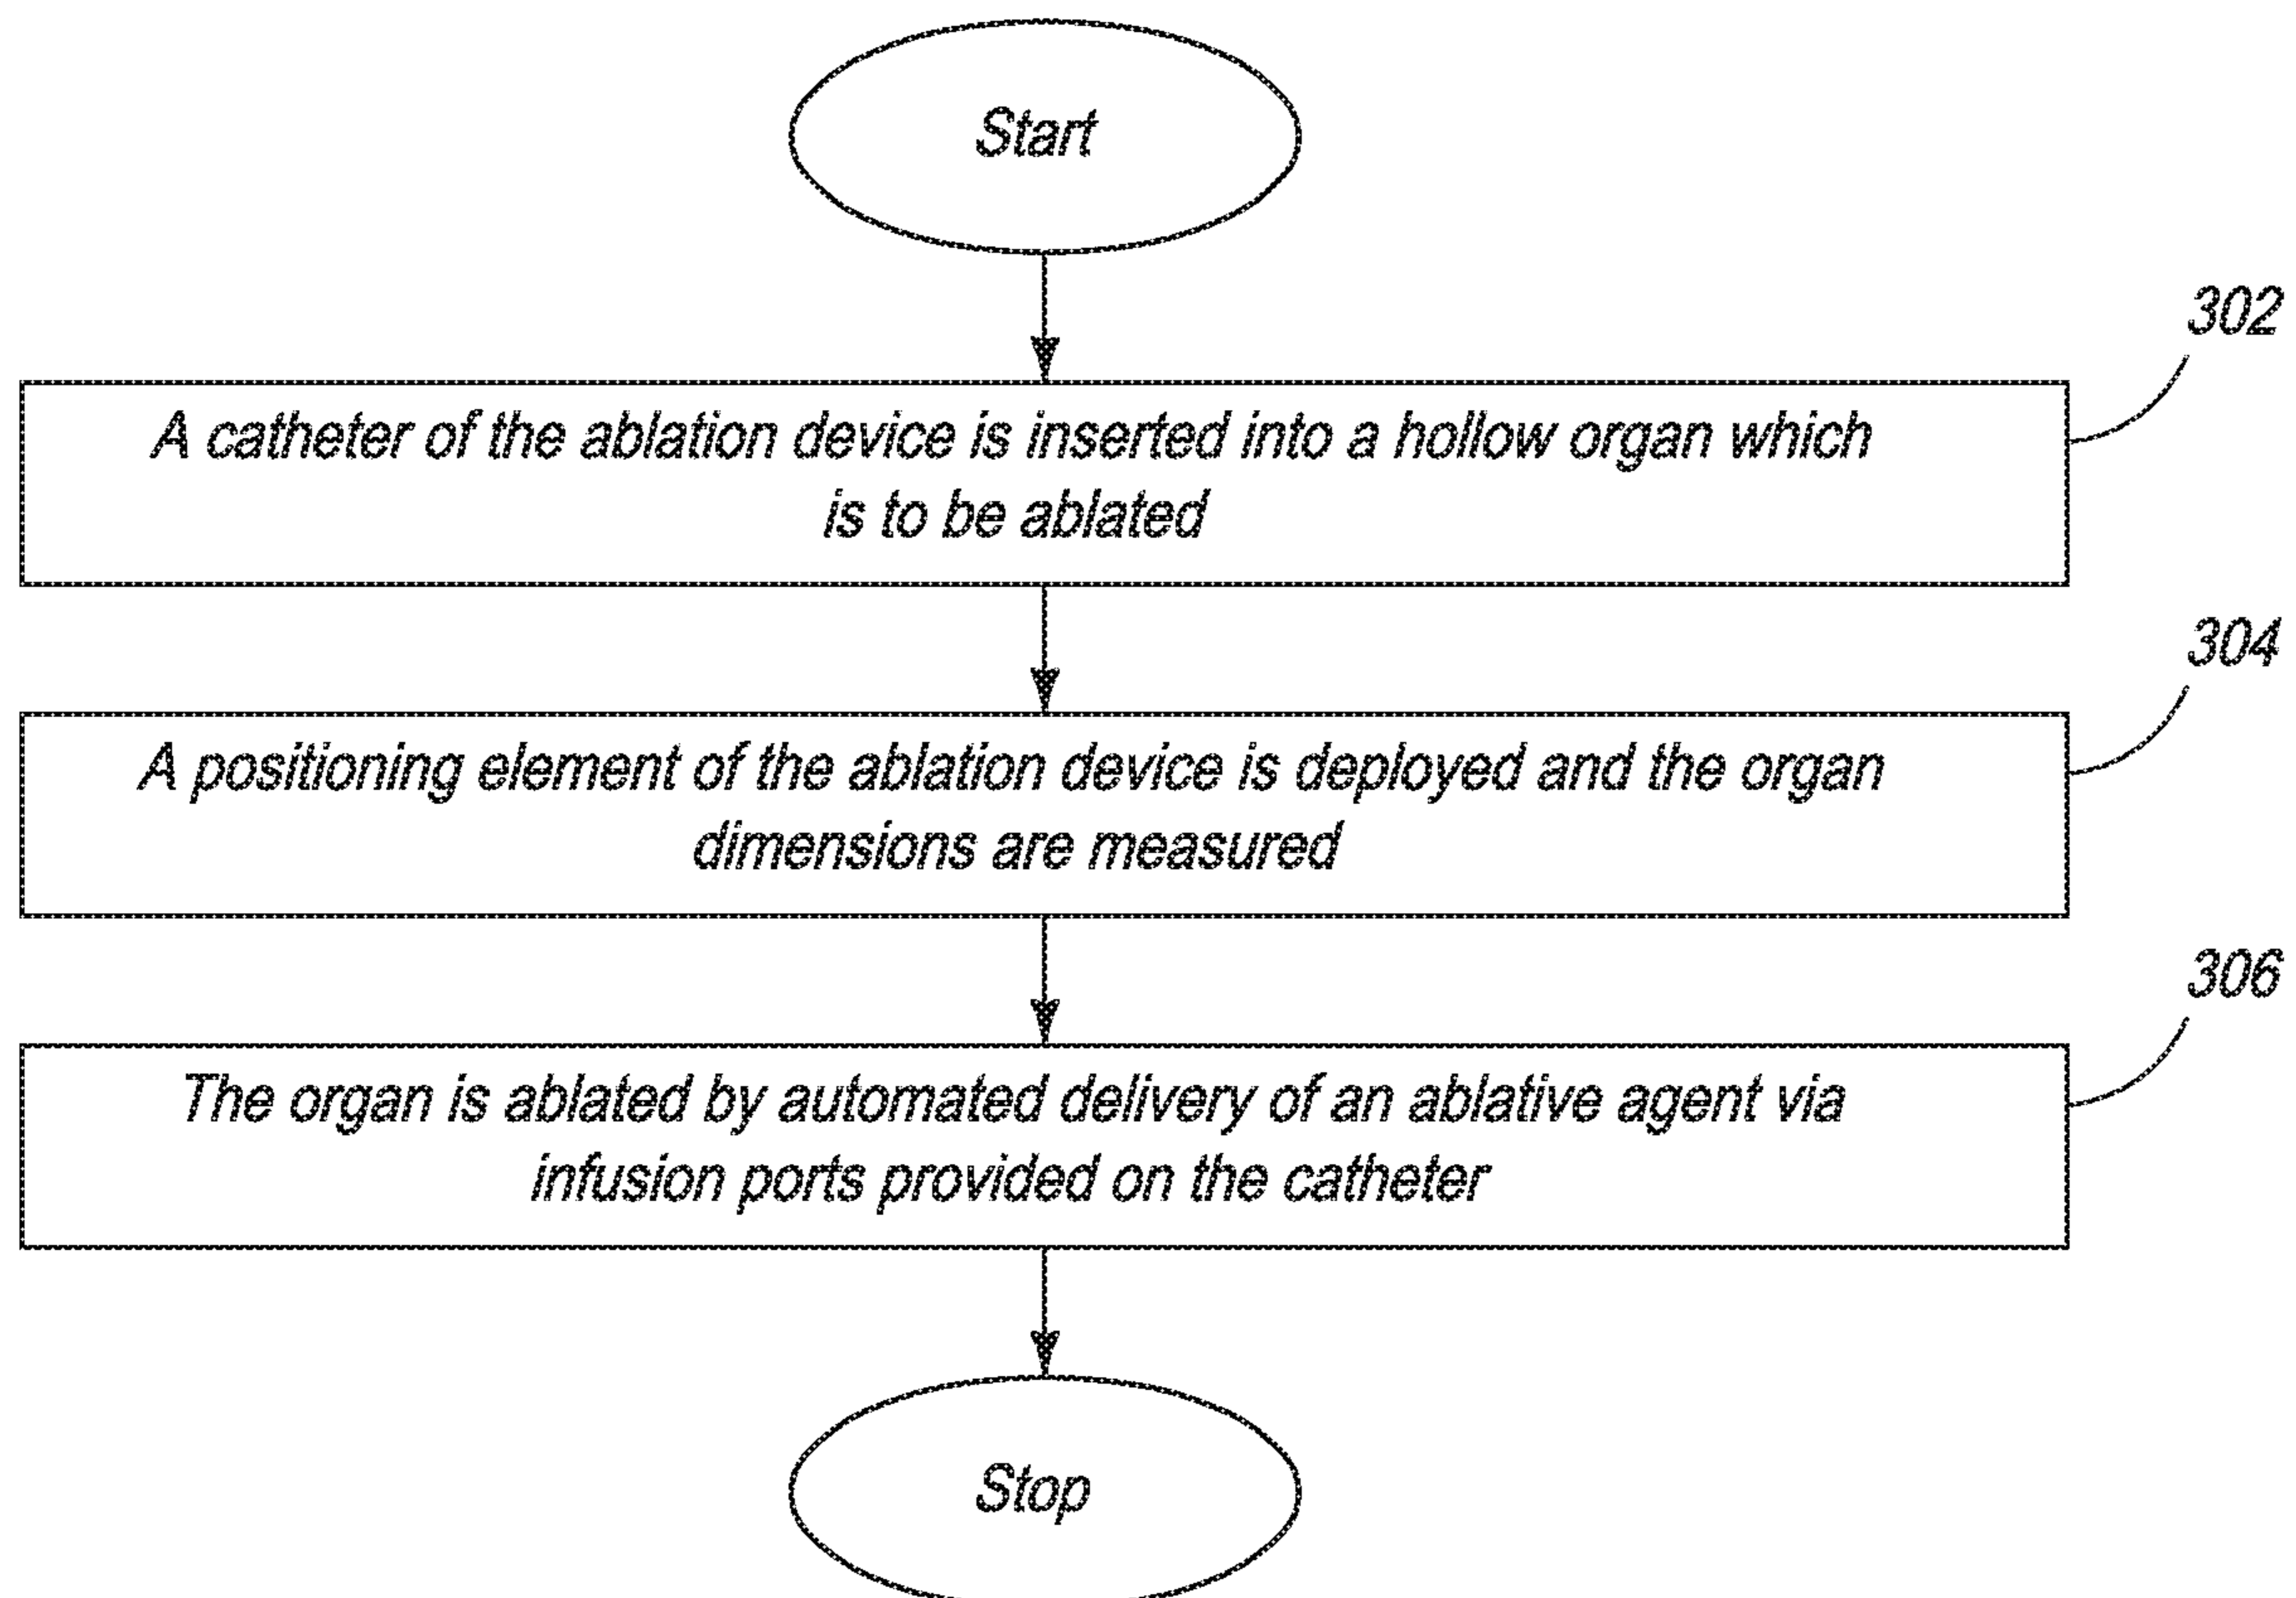 Start
302
A catheter of the ablation device is inserted into a hollow organ which
is to be ablated
304
A positioning element of the ablation device is deployed and the organ
dimensions are measured
306
The organ is ablated by automated delivery of an ablative agent via
infusion ports provided on the catheter
Stop